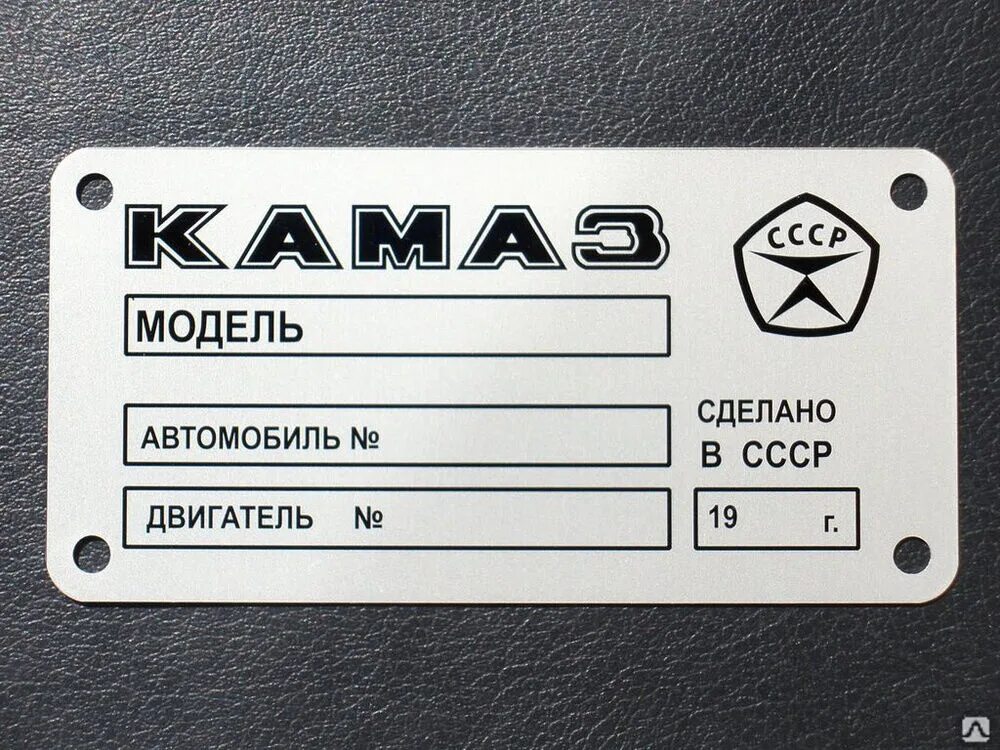 КАМАЗ
СССР
МОДЕЛЬ
АВТОМОБИЛЬ №
СДЕЛАНО
В СССР
ДВИГАТЕЛЬ №
19 г.